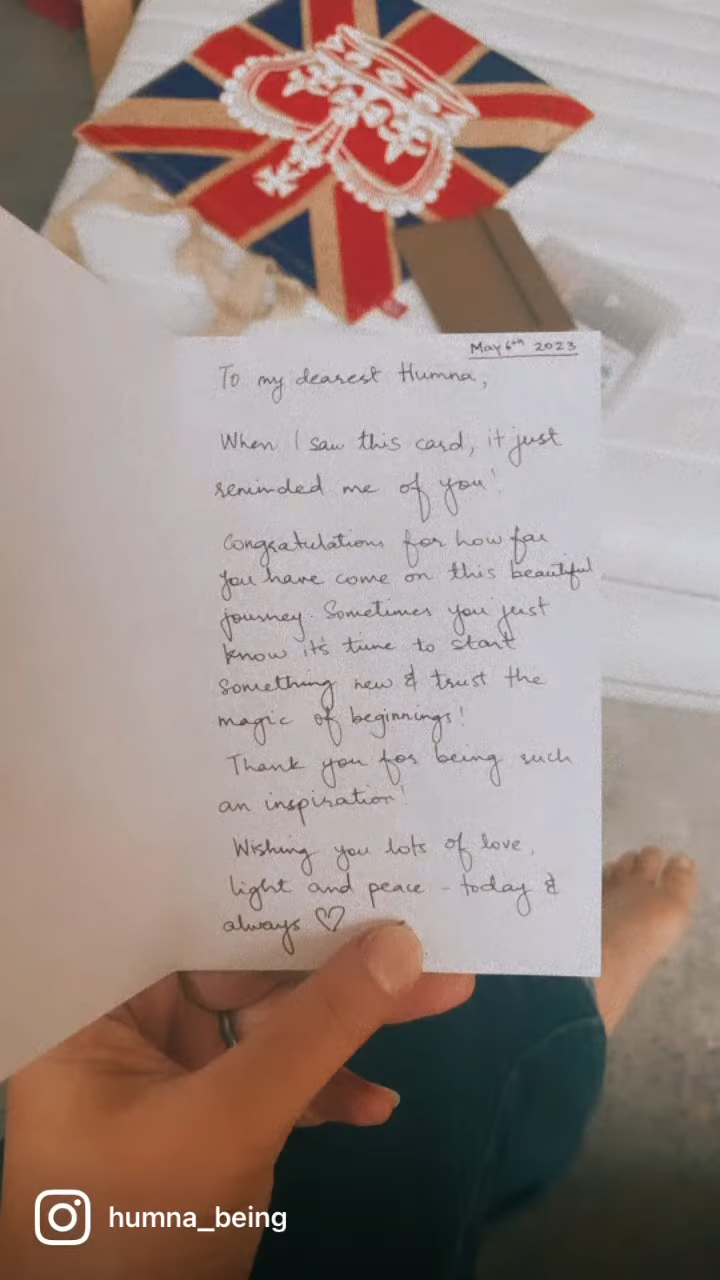 May 6th 2023
To my dearest Humna,
When I saw this card, it just
reminded me of you!
Congratulations for how far
you have come on this beautiful
journey. Sometimes you just
know it's time to start
something new & trust the
magic of beginnings!
Thank you for being such
an inspiration!
Wishing you lots of love,
light and peace - today &
always ♡
humna_being